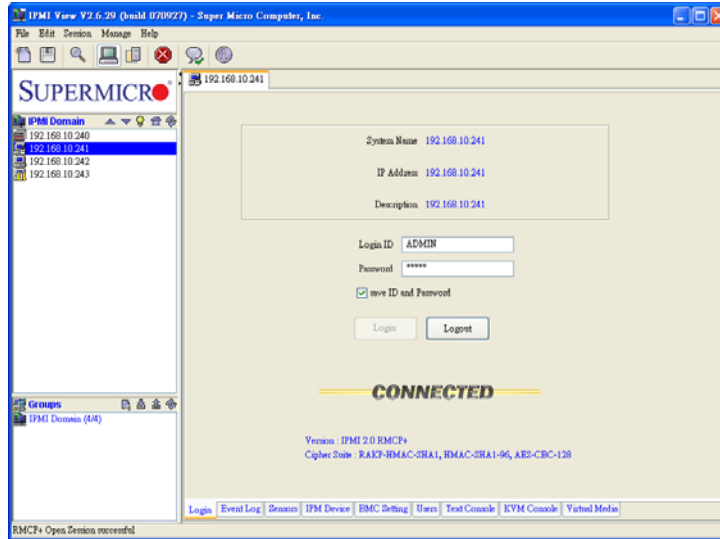 IPMI View V2.6.29 (build 070927) - Super Micro Computer, Inc.
File Edit Session Manage Help
SUPERMICRO
192.168.10.241
IPMI Domain
192.168.10.240
192.168.10.241
192.168.10.242
192.168.10.243
System Name 192.168.10.241
IP Address 192.168.10.241
Description 192.168.10.241
Login ID ADMIN
Password *****
save ID and Password
Login Logout
CONNECTED
Groups
IPMI Domain (4/4)
Version : IPMI 2.0 RMCP+
Cipher Suite : RAKP-HMAC-SHA1, HMAC-SHA1-96, AES-CBC-128
Login Event Log Sensors IPM Device BMC Setting Users Text Console KVM Console Virtual Media
RMCP+ Open Session successful